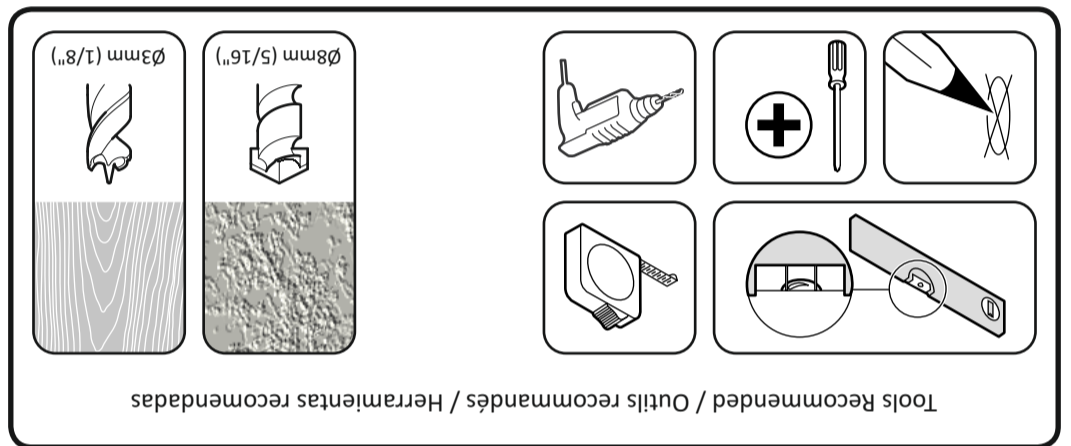 Tools Recommended / Outils recommandés / Herramientas recomendadas
Ø8mm (5/16")
Ø3mm (1/8")